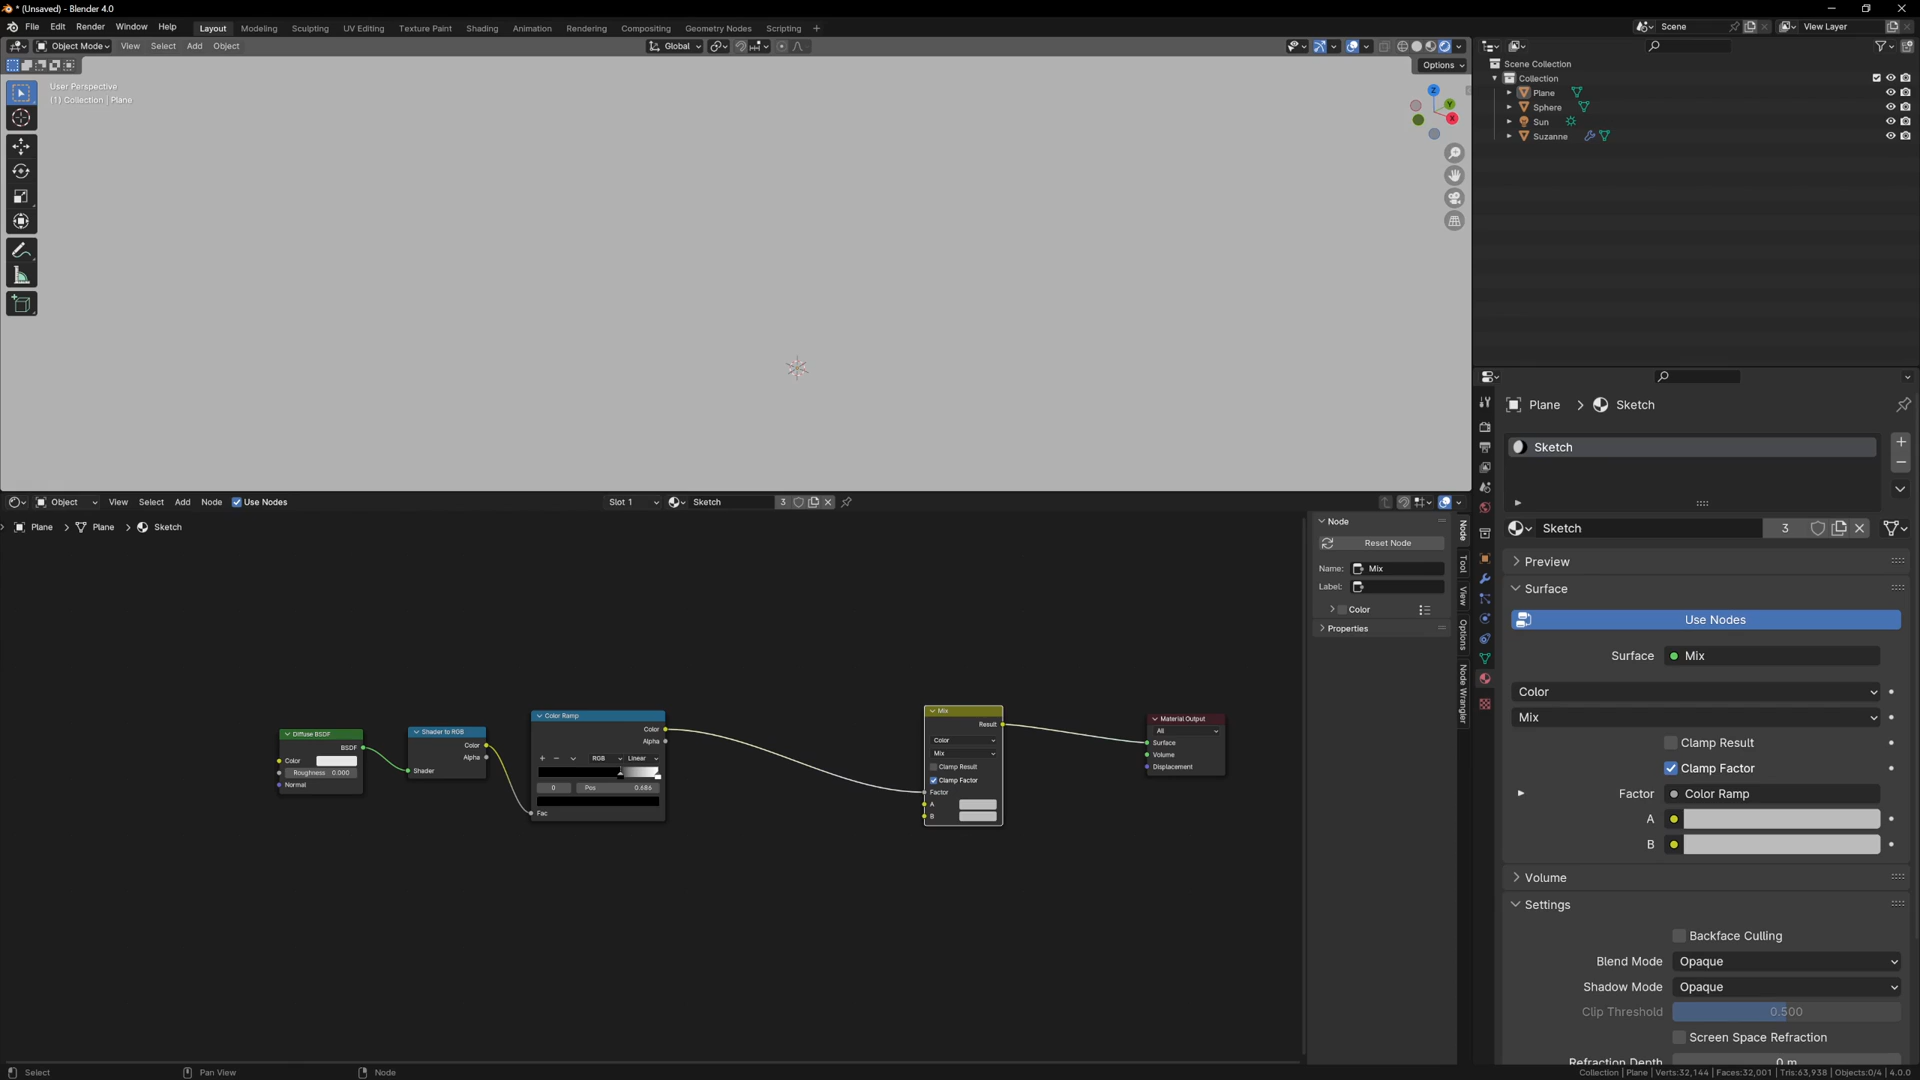 * (Unsaved) - Blender 4.0
File Edit Render Window Help Layout Modeling Sculpting UV Editing Texture Paint Shading Animation Rendering Compositing Geometry Nodes Scripting + Scene View Layer
Object Mode View Select Add Object Global
Options
User Perspective
(1) Collection | Plane
Z
Y
X
Scene Collection
Collection
Plane
Sphere
Sun
Suzanne
Plane > Sketch
Sketch
Sketch 3
Preview
Surface
Use Nodes
Surface Mix
Color
Mix
Clamp Result
Clamp Factor
Factor Color Ramp
A
B
Volume
Settings
Backface Culling
Blend Mode Opaque
Shadow Mode Opaque
Clip Threshold 0.500
Screen Space Refraction
Refraction Depth 0 m
Object View Select Add Node Use Nodes Slot 1 Sketch 3
Plane > Plane > Sketch
Node
Reset Node
Name: Mix
Label:
Color
Properties
Node
Tool
View
Options
Node Wrangler
Diffuse BSDF
BSDF
Color
Roughness 0.000
Normal
Shader to RGB
Color
Alpha
Shader
Color Ramp
Color
Alpha
+ − RGB Linear
0 Pos 0.686
Fac
Mix
Result
Color
Mix
Clamp Result
Clamp Factor
Factor
A
B
Material Output
All
Surface
Volume
Displacement
Select Pan View Node
Collection | Plane | Verts:32,144 | Faces:32,001 | Tris:63,938 | Objects:0/4 | 4.0.0